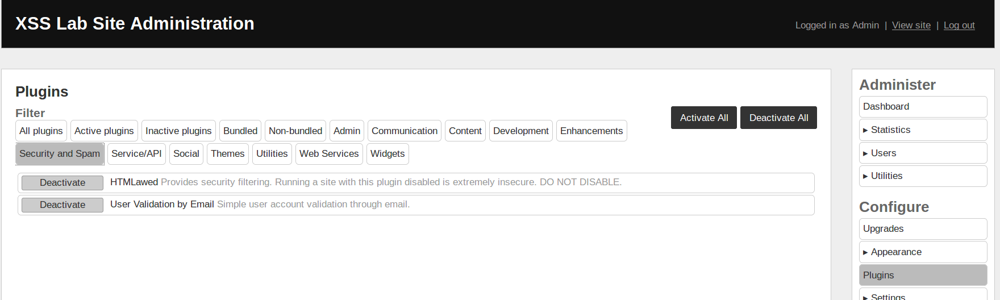 XSS Lab Site Administration
Logged in as Admin | View site | Log out
Plugins
Filter
Activate All Deactivate All
All plugins Active plugins Inactive plugins Bundled Non-bundled Admin Communication Content Development Enhancements
Security and Spam Service/API Social Themes Utilities Web Services Widgets
Deactivate HTMLawed Provides security filtering. Running a site with this plugin disabled is extremely insecure. DO NOT DISABLE.
Deactivate User Validation by Email Simple user account validation through email.
Administer
Dashboard
▸ Statistics
▸ Users
▸ Utilities
Configure
Upgrades
▸ Appearance
Plugins
▸ Settings